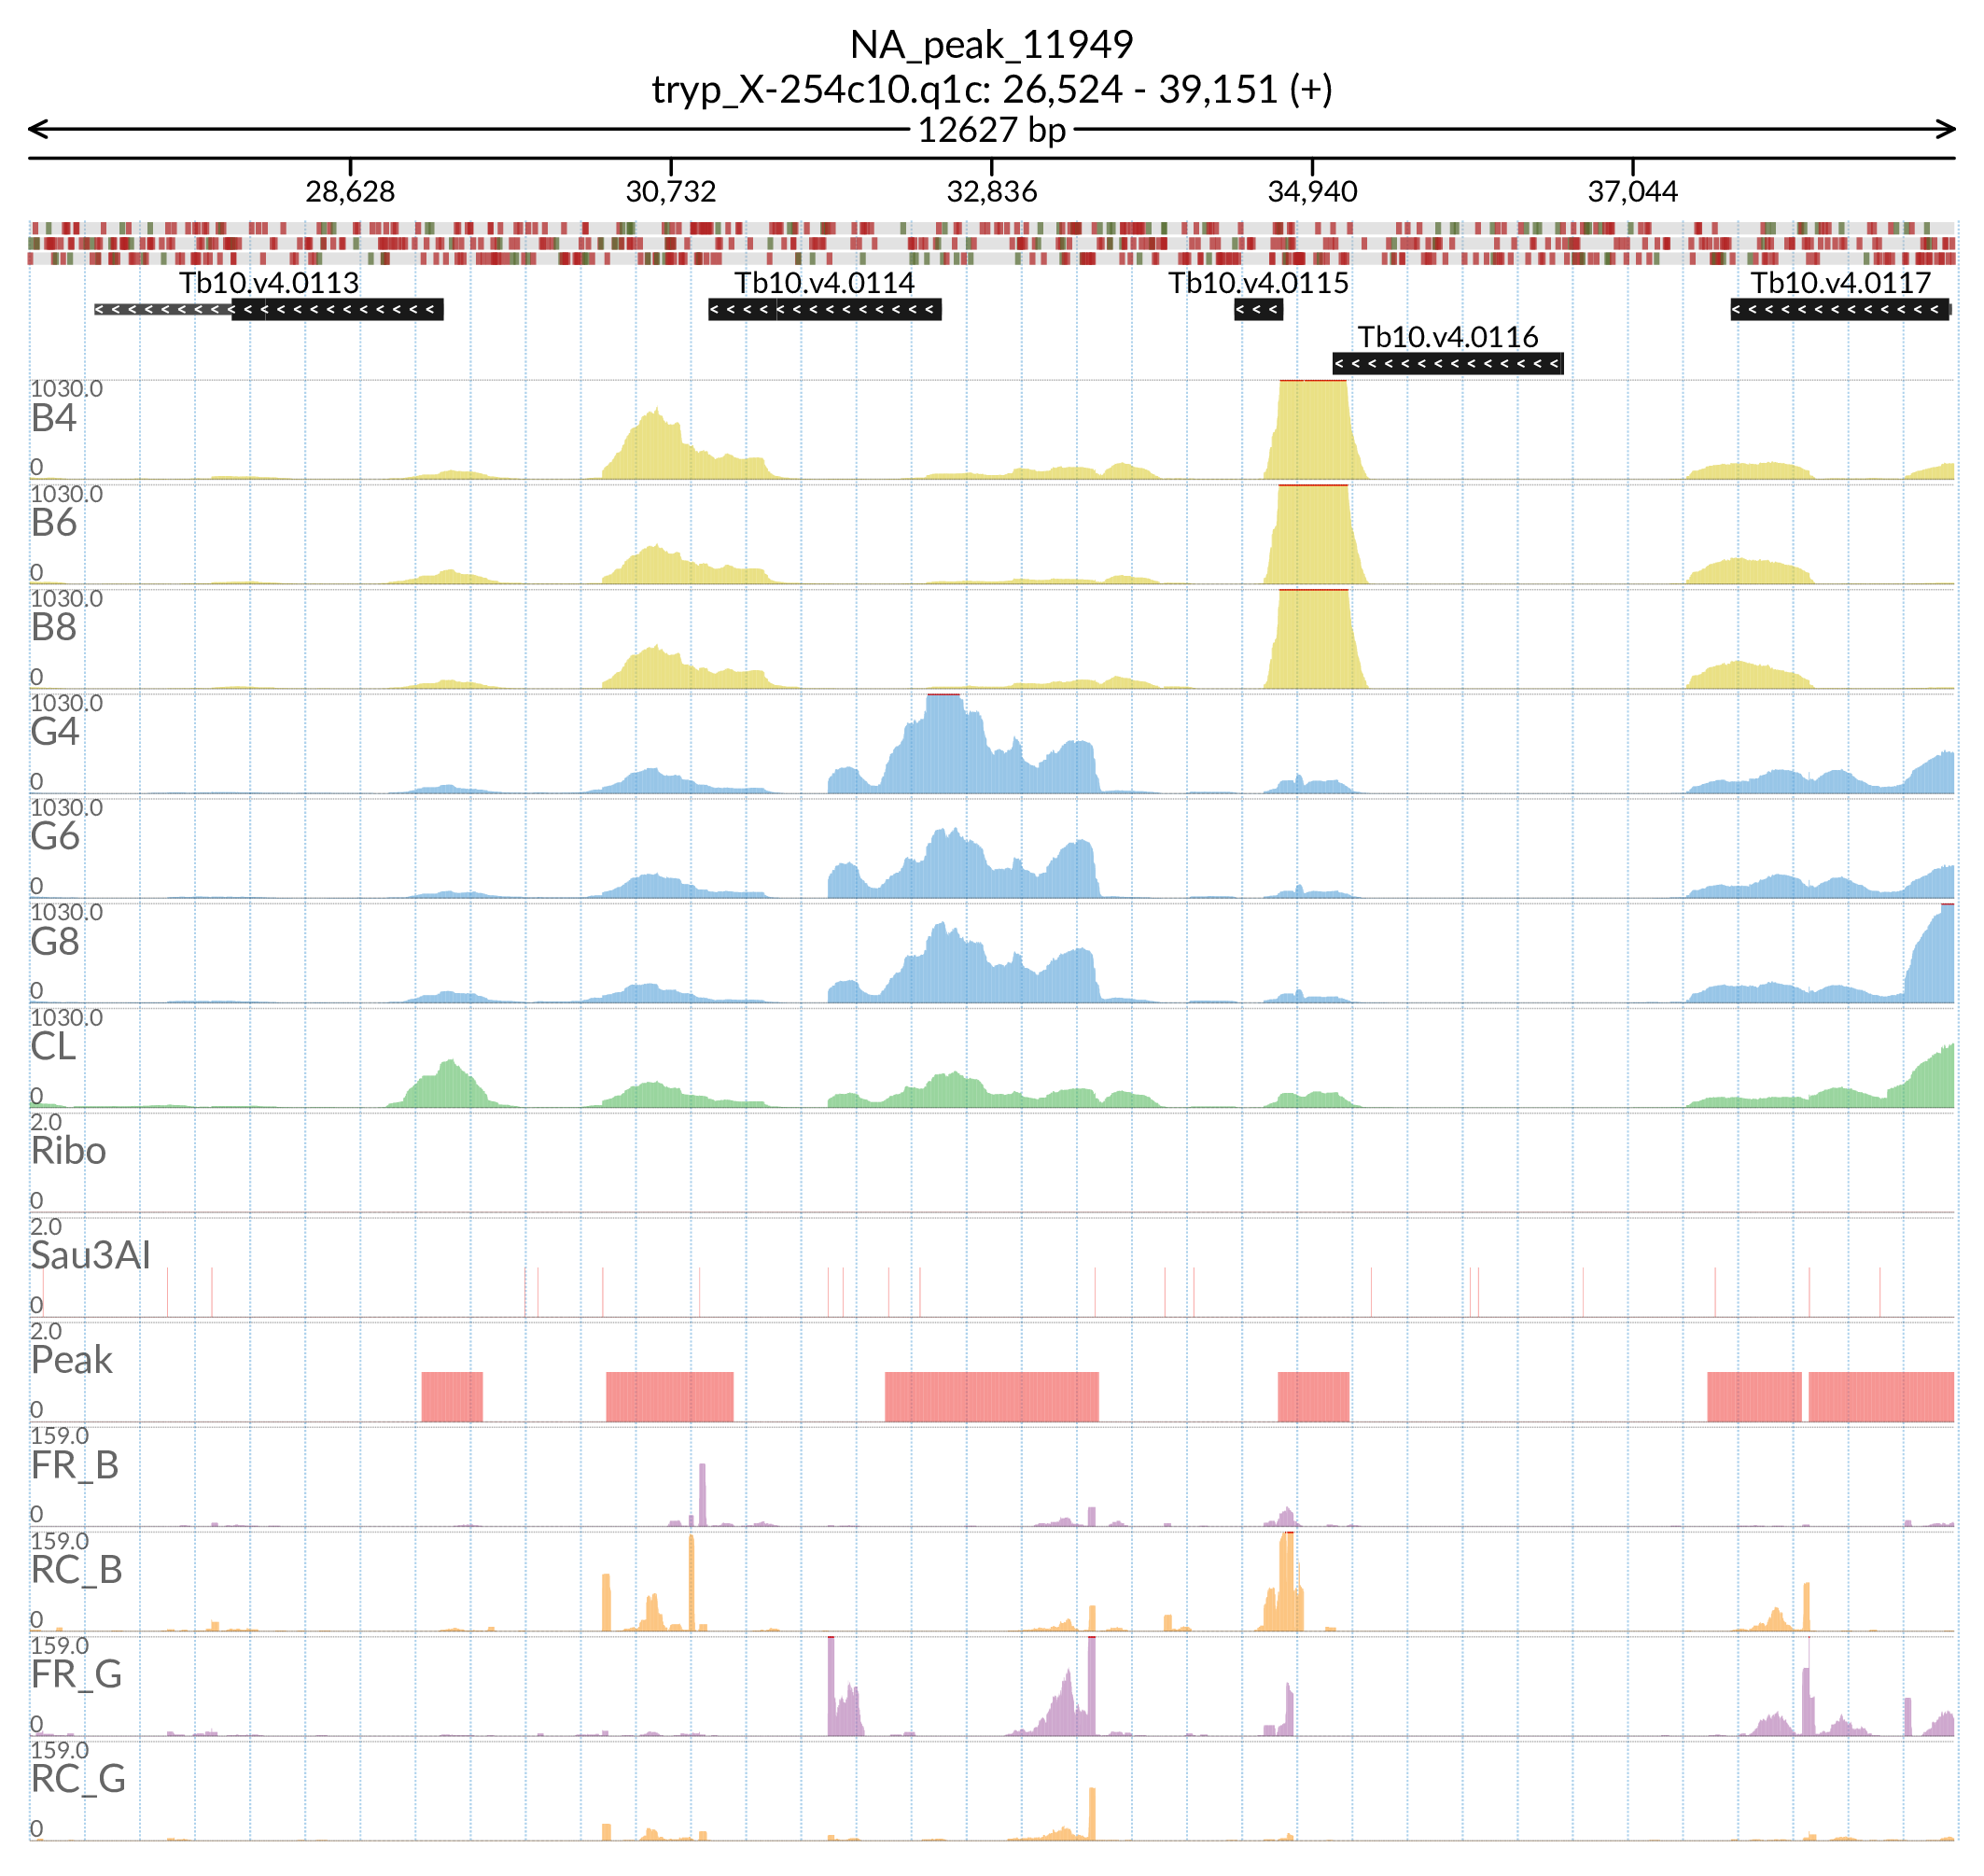 NA_peak_11949
tryp_X-254c10.q1c: 26,524 - 39,151 (+)
12627 bp
28,628 30,732 32,836 34,940 37,044
Tb10.v4.0113 Tb10.v4.0114 Tb10.v4.0115 Tb10.v4.0117
Tb10.v4.0116
1030.0
B4
0
1030.0
B6
0
1030.0
B8
0
1030.0
G4
0
1030.0
G6
0
1030.0
G8
0
1030.0
CL
0
2.0
Ribo
0
2.0
Sau3AI
0
2.0
Peak
0
159.0
FR_B
0
159.0
RC_B
0
159.0
FR_G
0
159.0
RC_G
0